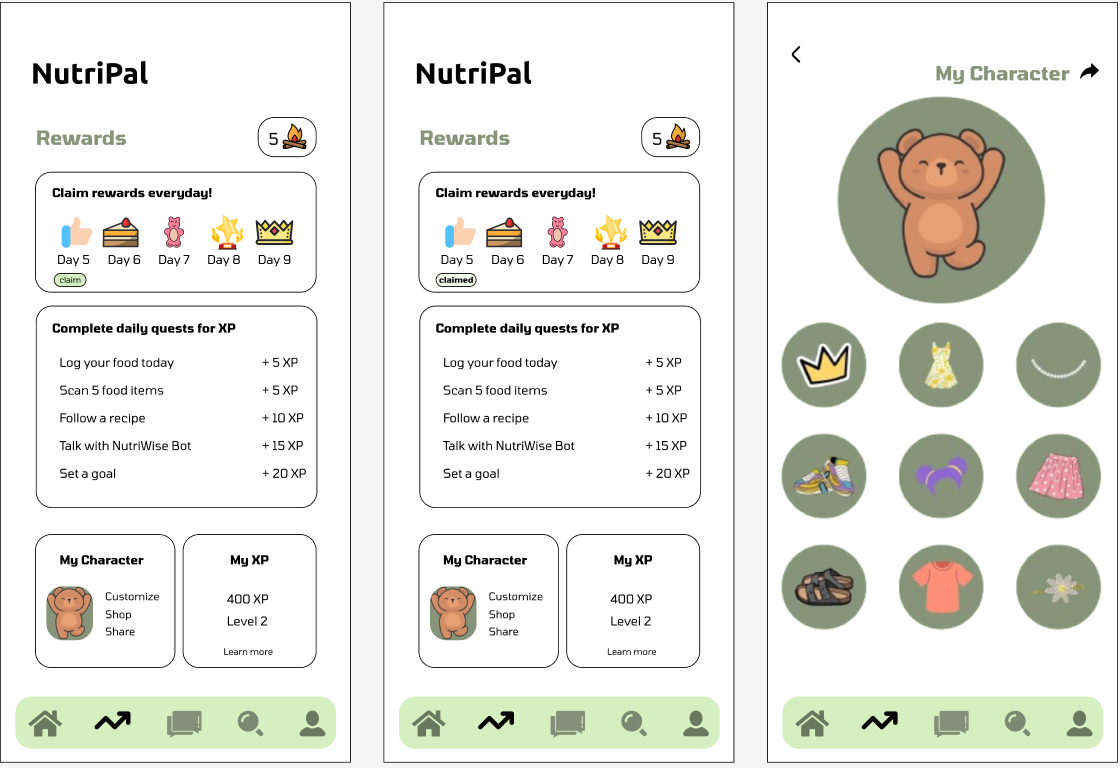 NutriPal
Rewards
5
Claim rewards everyday!
Day 5 Day 6 Day 7 Day 8 Day 9
claim
Complete daily quests for XP
Log your food today + 5 XP
Scan 5 food items + 5 XP
Follow a recipe + 10 XP
Talk with NutriWise Bot + 15 XP
Set a goal + 20 XP
My Character
Customize
Shop
Share
My XP
400 XP
Level 2
Learn more
NutriPal
Rewards
5
Claim rewards everyday!
Day 5 Day 6 Day 7 Day 8 Day 9
claimed
Complete daily quests for XP
Log your food today + 5 XP
Scan 5 food items + 5 XP
Follow a recipe + 10 XP
Talk with NutriWise Bot + 15 XP
Set a goal + 20 XP
My Character
Customize
Shop
Share
My XP
400 XP
Level 2
Learn more
My Character